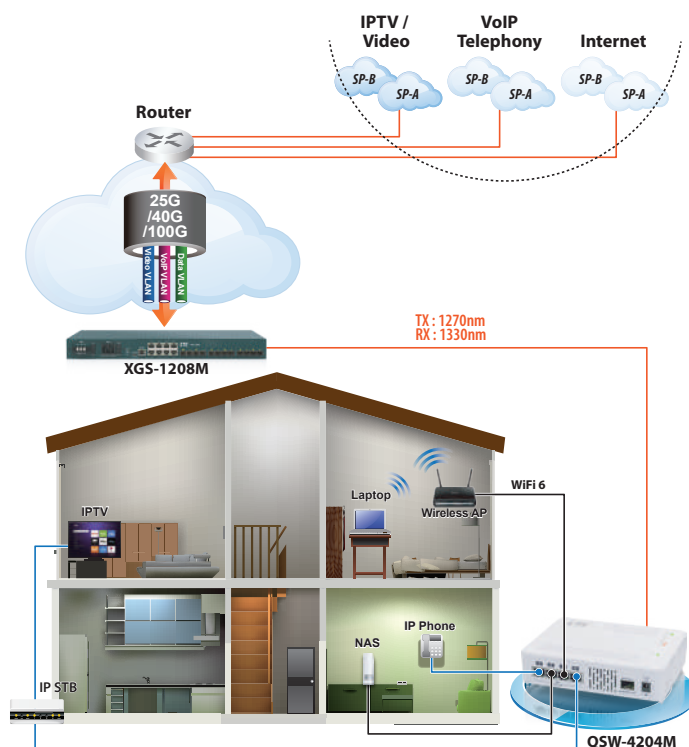 IPTV /
Video
VoIP
Telephony
Internet
SP-B
SP-A
SP-B
SP-A
SP-B
SP-A
Router
25G
/40G
/100G
Video VLAN
VoIP VLAN
Data VLAN
TX : 1270nm
RX : 1330nm
XGS-1208M
WiFi 6
Laptop
Wireless AP
IPTV
IP Phone
NAS
IP STB
OSW-4204M